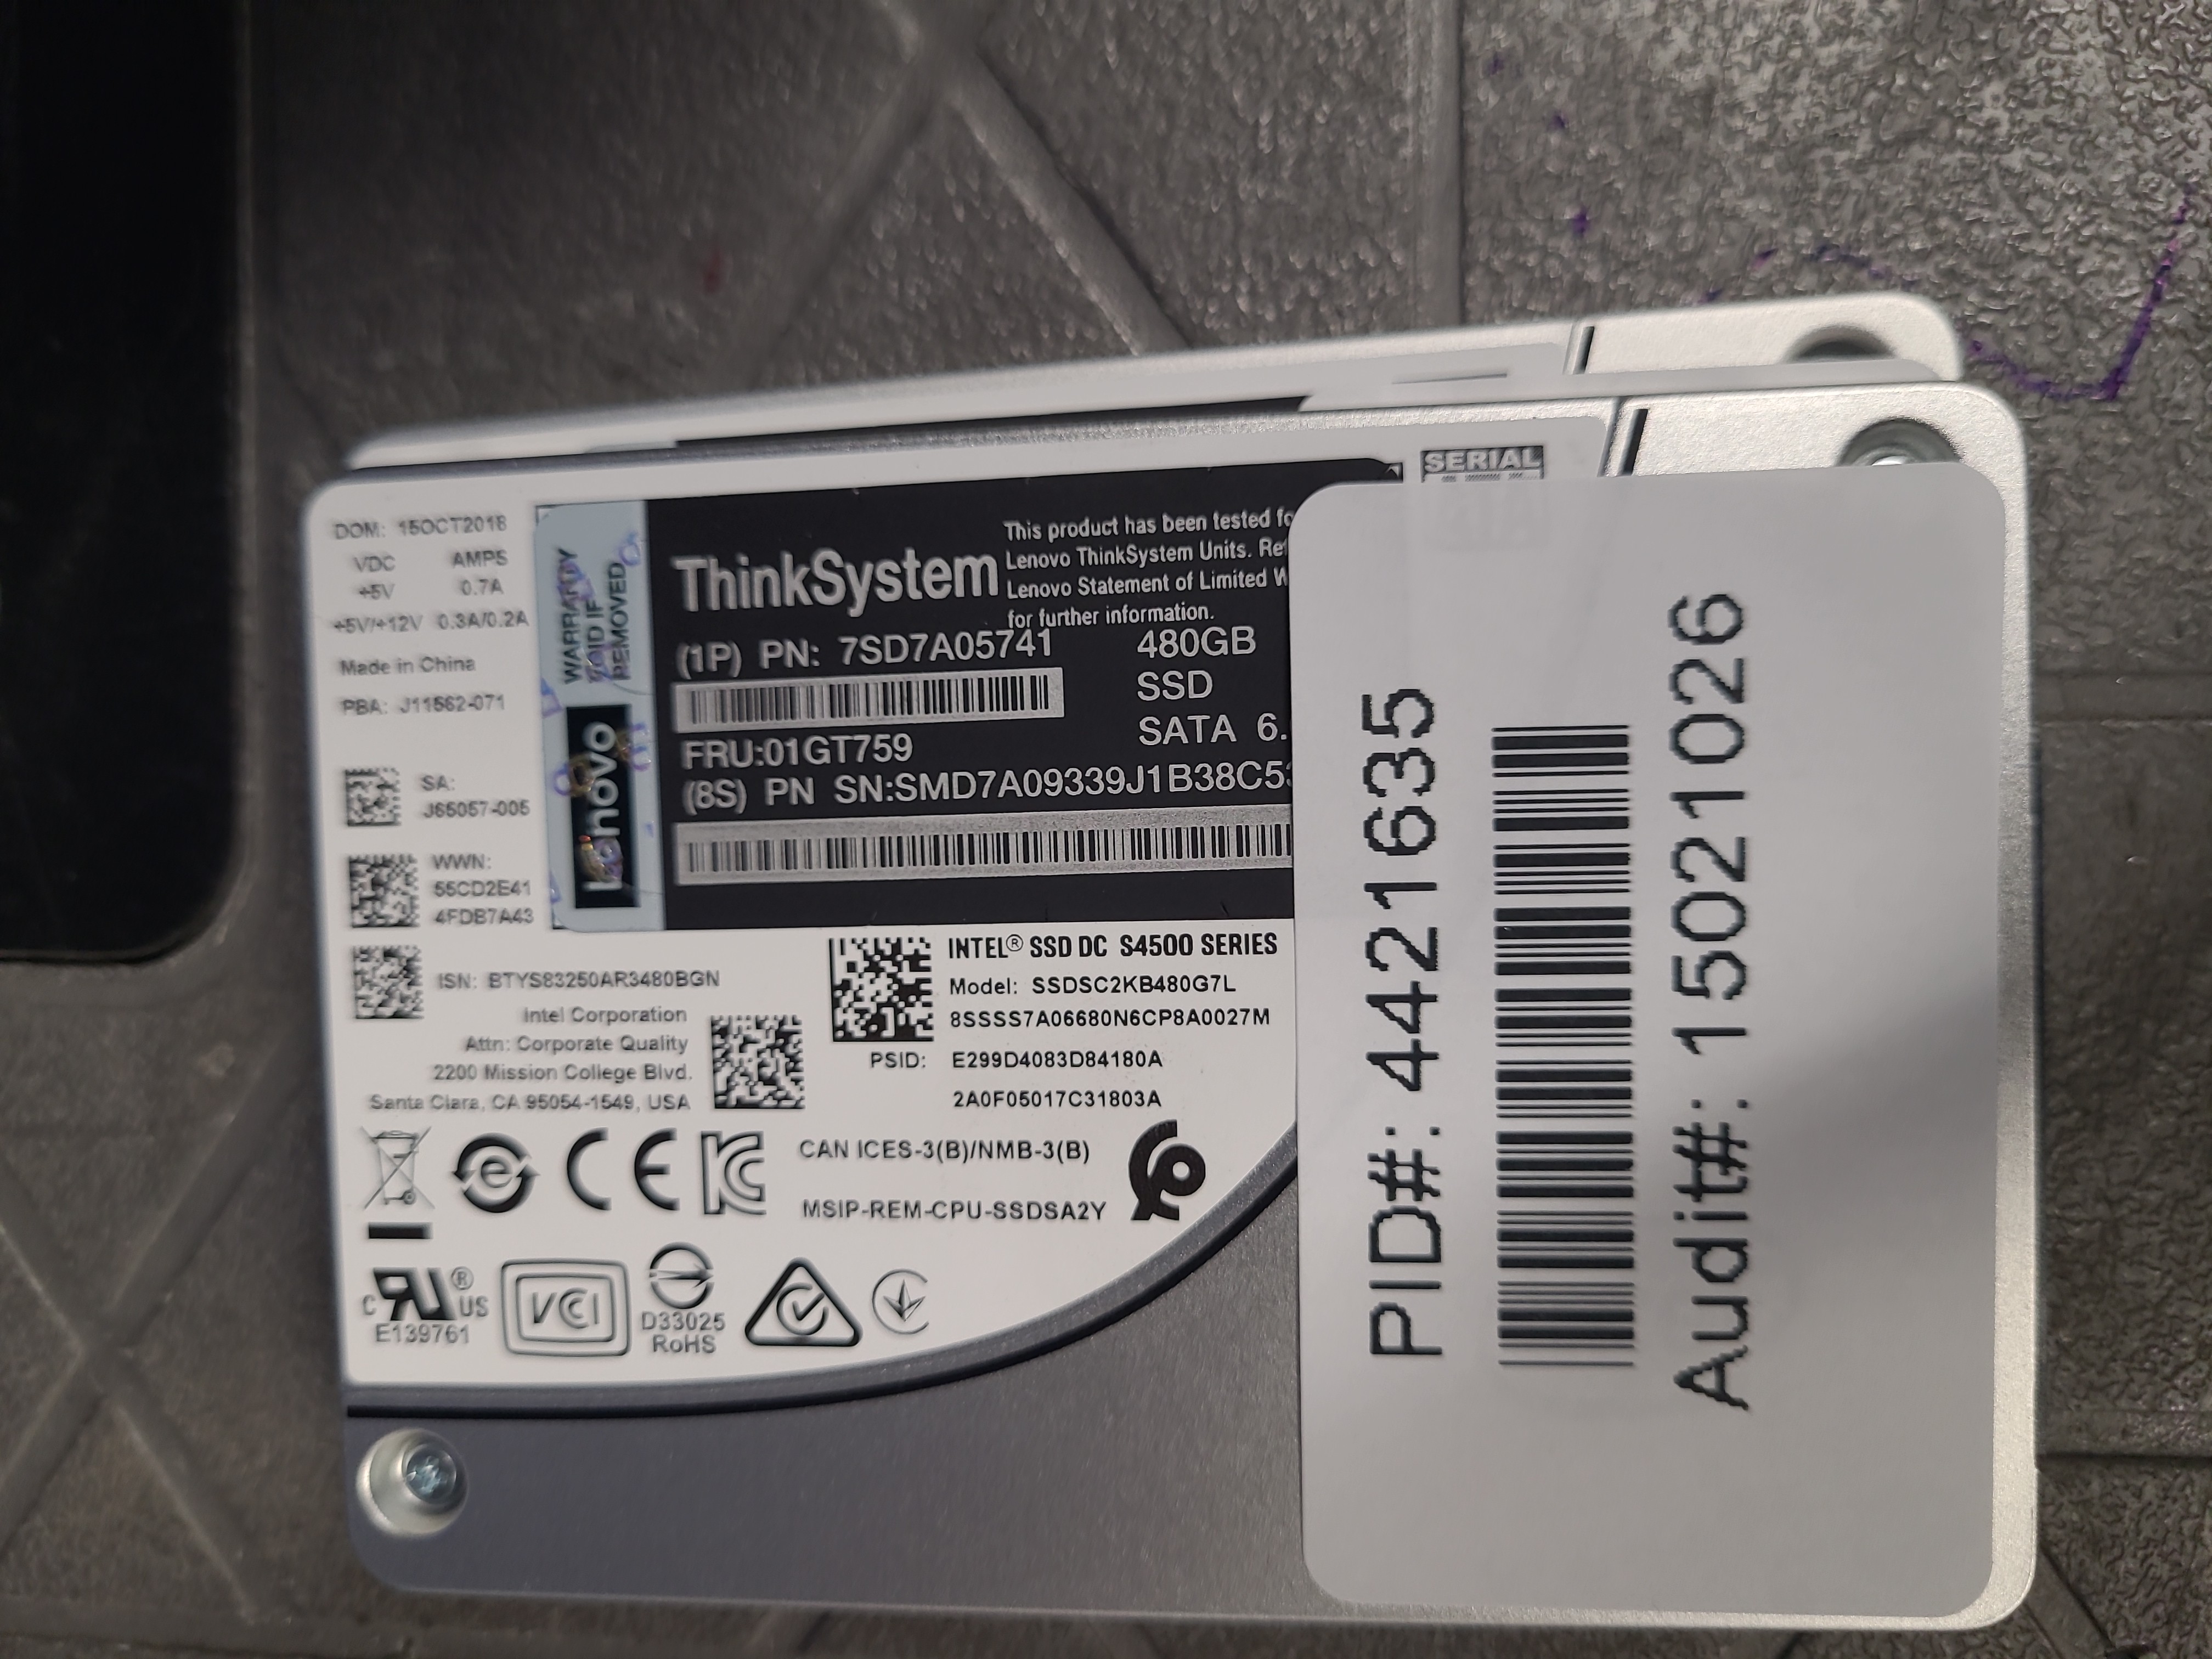 DOM: 15OCT2018
VDC AMPS
+5V 0.7A
+5V/+12V 0.3A/0.2A
Made in China
PBA: J11562-071
SA:
J65057-005
WWN:
55CD2E41
4FDB7A43
ISN: BTYS83250AR3480BGN
Intel Corporation
Attn: Corporate Quality
2200 Mission College Blvd.
Santa Clara, CA 95054-1549, USA
Lenovo
WARRANTY
VOID IF
REMOVED
This product has been tested fo
ThinkSystem Lenovo ThinkSystem Units. Re
Lenovo Statement of Limited W
for further information.
(1P) PN: 7SD7A05741 480GB
SSD
FRU:01GT759 SATA 6.
(8S) PN SN:SMD7A09339J1B38C5
INTEL® SSD DC S4500 SERIES
Model: SSDSC2KB480G7L
8SSSS7A06680N6CP8A0027M
PSID: E299D4083D84180A
2A0F05017C31803A
CAN ICES-3(B)/NMB-3(B)
MSIP-REM-CPU-SSDSA2Y
C US ®
E139761
VCI
D33025
RoHS
CE
SERIAL
PID#: 4421635
Audit#: 15021026